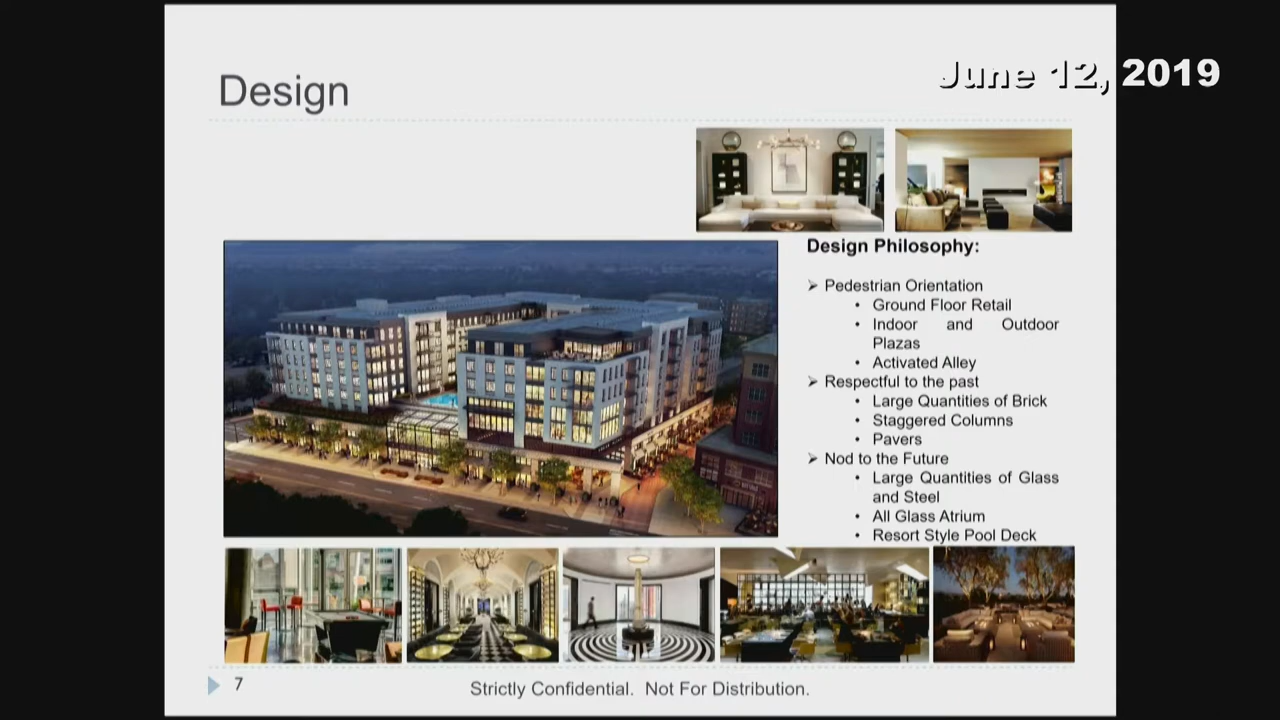 Design
June 12, 2019
Design Philosophy:
➢ Pedestrian Orientation
• Ground Floor Retail
• Indoor and Outdoor
Plazas
• Activated Alley
➢ Respectful to the past
• Large Quantities of Brick
• Staggered Columns
• Pavers
➢ Nod to the Future
• Large Quantities of Glass
and Steel
• All Glass Atrium
• Resort Style Pool Deck
7
Strictly Confidential. Not For Distribution.